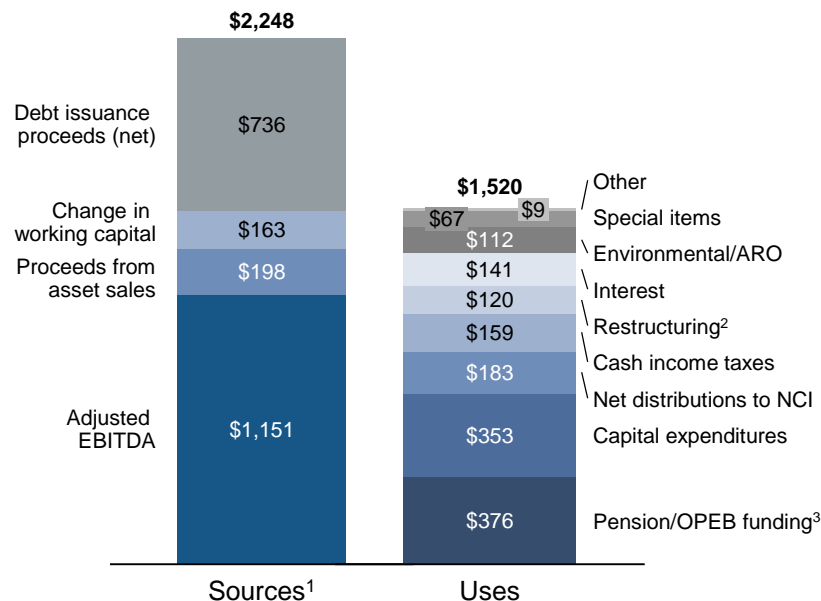 $2,248
Debt issuance
proceeds (net)
$736
Change in
working capital
$163
Proceeds from
asset sales
$198
Adjusted
EBITDA
$1,151
Sources1
$1,520
Other
$9
Special items
$67
Environmental/ARO
$112
Interest
$141
Restructuring2
$120
Cash income taxes
$159
Net distributions to NCI
$183
Capital expenditures
$353
Pension/OPEB funding3
$376
Uses